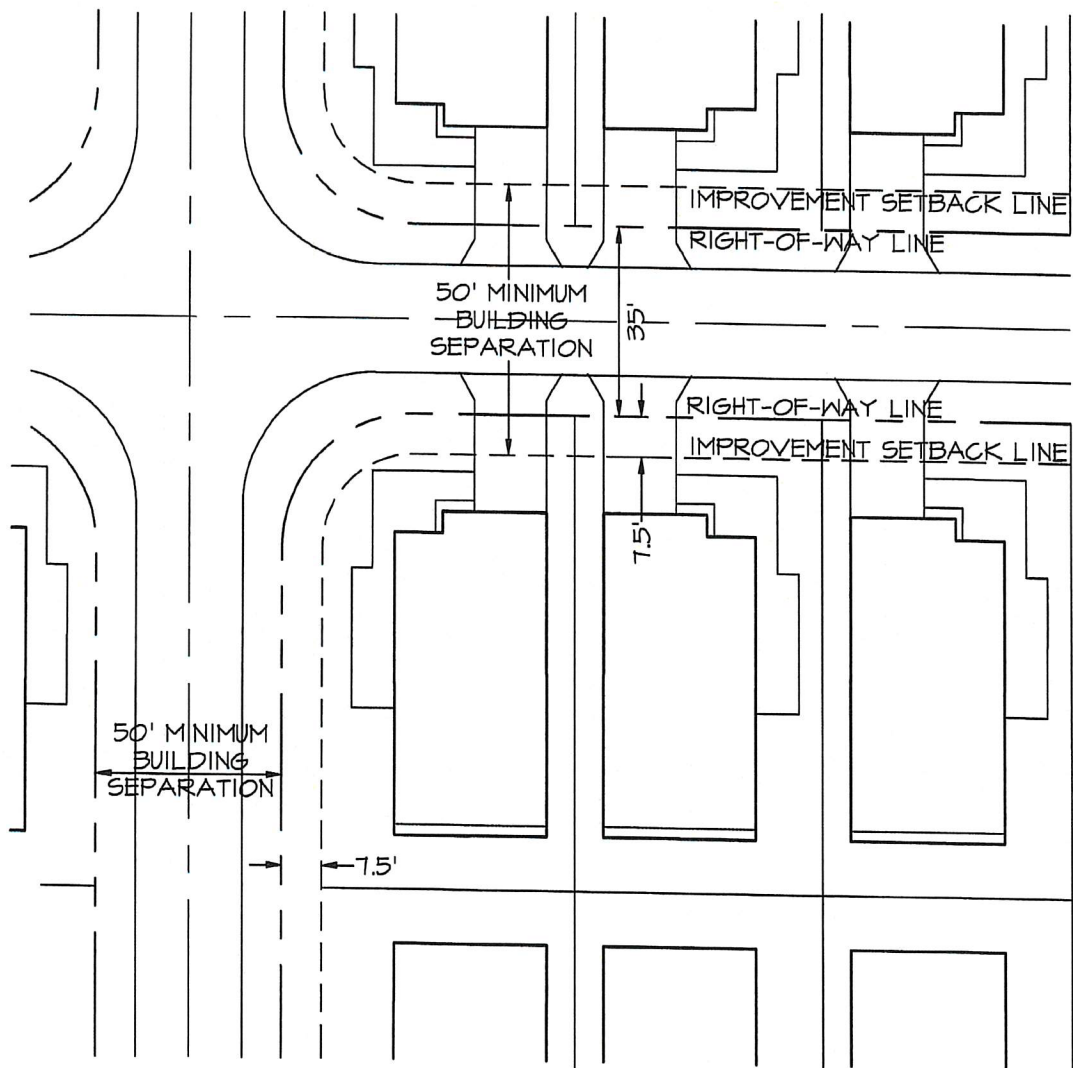 IMPROVEMENT SETBACK LINE
RIGHT-OF-WAY LINE
50' MINIMUM
BUILDING
SEPARATION
35'
RIGHT-OF-WAY LINE
IMPROVEMENT SETBACK LINE
7.5'
50' MINIMUM
BUILDING
SEPARATION
7.5'